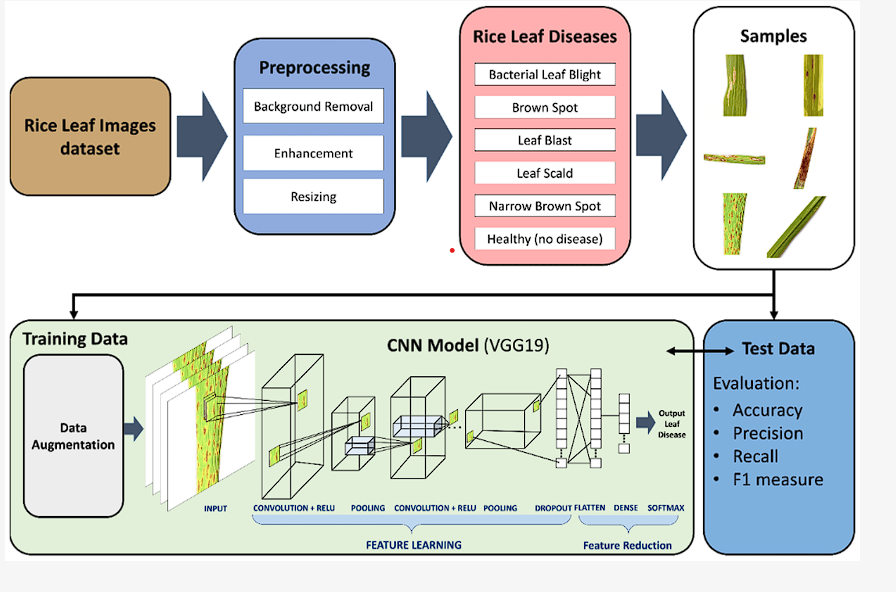 Rice Leaf Images
dataset
Preprocessing
Background Removal
Enhancement
Resizing
Rice Leaf Diseases
Bacterial Leaf Blight
Brown Spot
Leaf Blast
Leaf Scald
Narrow Brown Spot
Healthy (no disease)
Samples
Training Data
Data
Augmentation
CNN Model (VGG19)
INPUT
CONVOLUTION + RELU
POOLING
CONVOLUTION + RELU
POOLING
DROPOUT
FLATTEN
DENSE
SOFTMAX
FEATURE LEARNING
Feature Reduction
Output
Leaf
Disease
Test Data
Evaluation:
• Accuracy
• Precision
• Recall
• F1 measure